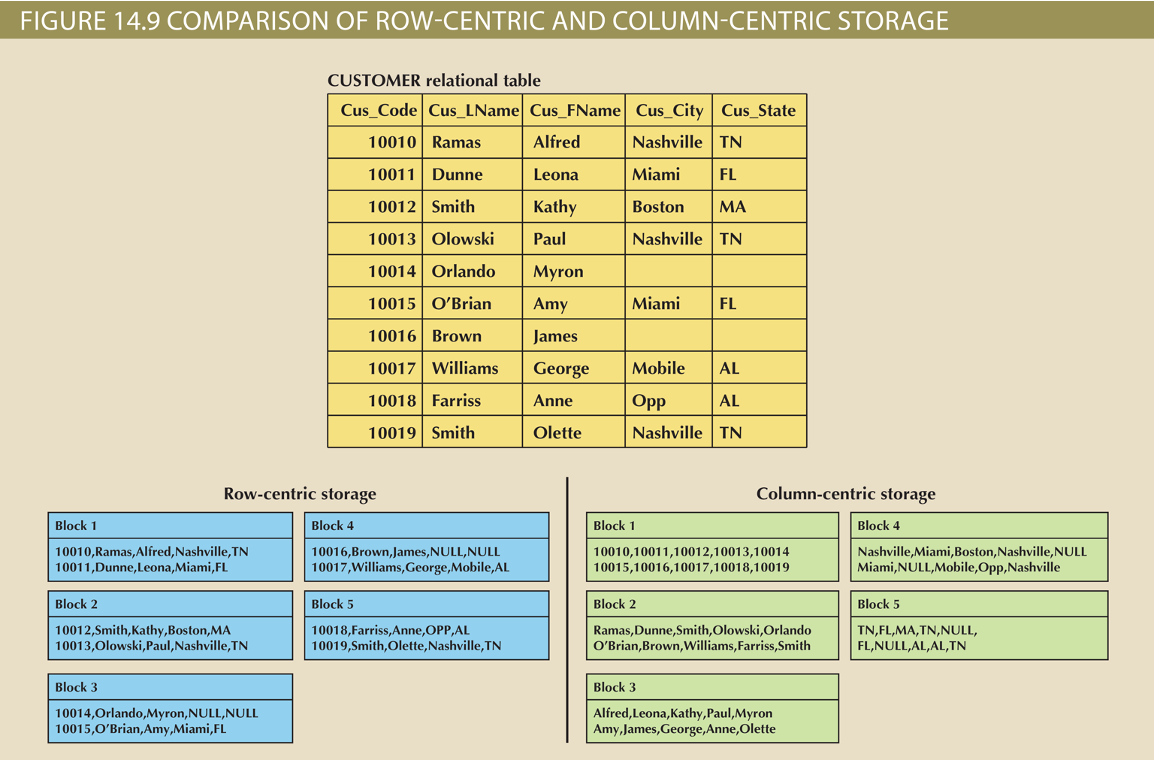 FIGURE 14.9 COMPARISON OF ROW-CENTRIC AND COLUMN-CENTRIC STORAGE
CUSTOMER relational table
Cus_Code Cus_LName Cus_FName Cus_City Cus_State
10010 Ramas Alfred Nashville TN
10011 Dunne Leona Miami FL
10012 Smith Kathy Boston MA
10013 Olowski Paul Nashville TN
10014 Orlando Myron
10015 O’Brian Amy Miami FL
10016 Brown James
10017 Williams George Mobile AL
10018 Farriss Anne Opp AL
10019 Smith Olette Nashville TN
Row-centric storage
Block 1
10010,Ramas,Alfred,Nashville,TN
10011,Dunne,Leona,Miami,FL
Block 2
10012,Smith,Kathy,Boston,MA
10013,Olowski,Paul,Nashville,TN
Block 3
10014,Orlando,Myron,NULL,NULL
10015,O’Brian,Amy,Miami,FL
Block 4
10016,Brown,James,NULL,NULL
10017,Williams,George,Mobile,AL
Block 5
10018,Farriss,Anne,OPP,AL
10019,Smith,Olette,Nashville,TN
Column-centric storage
Block 1
10010,10011,10012,10013,10014
10015,10016,10017,10018,10019
Block 2
Ramas,Dunne,Smith,Olowski,Orlando
O’Brian,Brown,Williams,Farriss,Smith
Block 3
Alfred,Leona,Kathy,Paul,Myron
Amy,James,George,Anne,Olette
Block 4
Nashville,Miami,Boston,Nashville,NULL
Miami,NULL,Mobile,Opp,Nashville
Block 5
TN,FL,MA,TN,NULL,
FL,NULL,AL,AL,TN